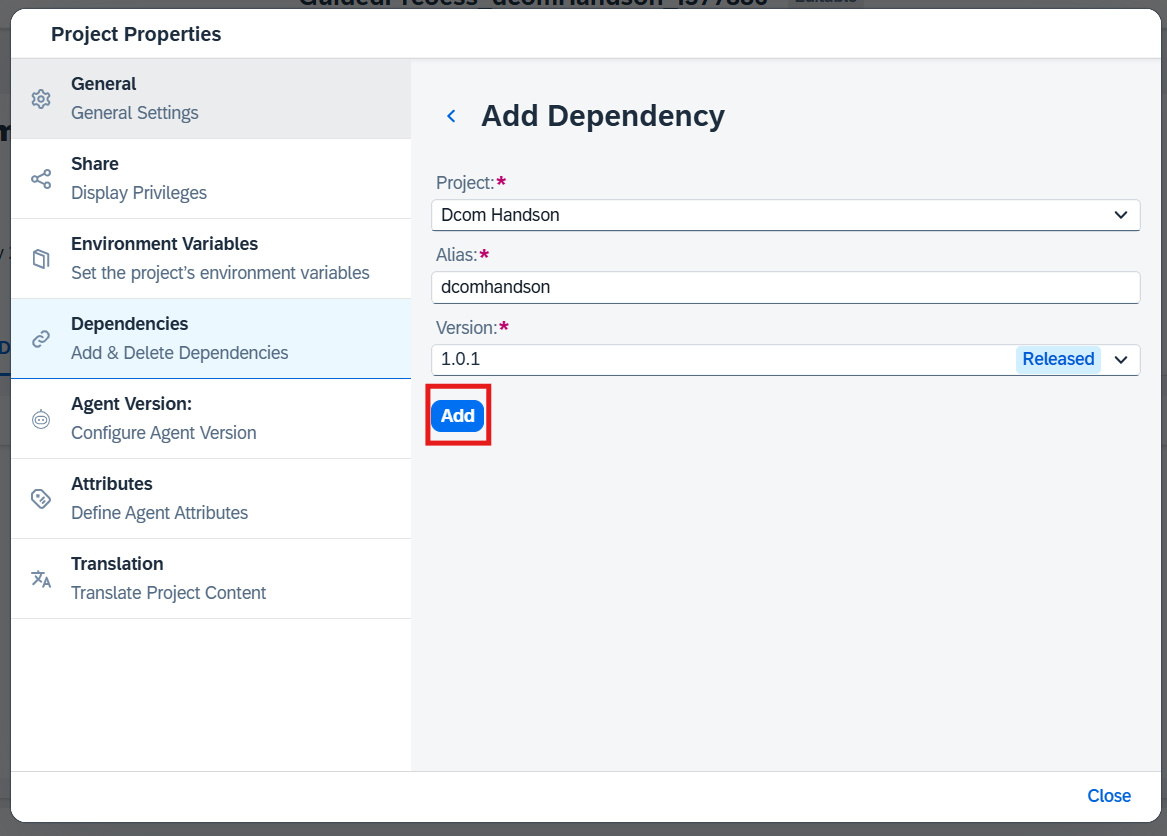 Project Properties
General
General Settings
Share
Display Privileges
Environment Variables
Set the project's environment variables
Dependencies
Add & Delete Dependencies
Agent Version:
Configure Agent Version
Attributes
Define Agent Attributes
Translation
Translate Project Content
Add Dependency
Project:*
Dcom Handson
Alias:*
dcomhandson
Version:*
1.0.1 Released
Add
Close